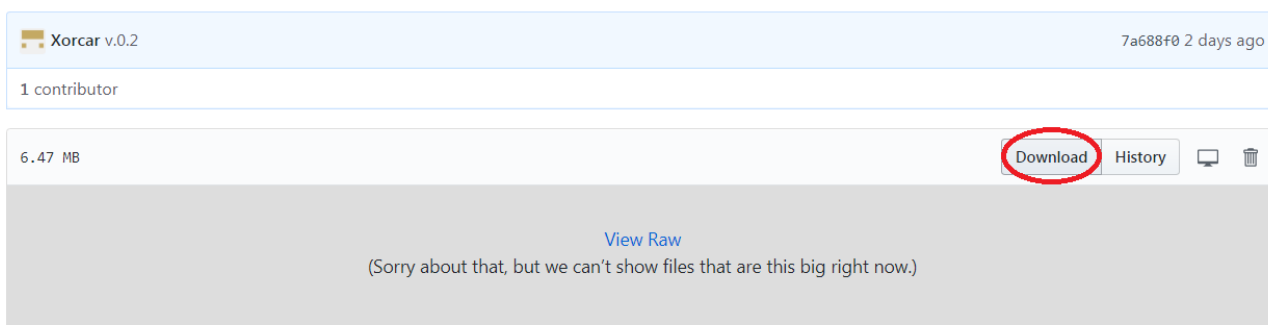 Xorcar v.0.2 7a688f0 2 days ago
1 contributor
6.47 MB Download History
View Raw
(Sorry about that, but we can’t show files that are this big right now.)